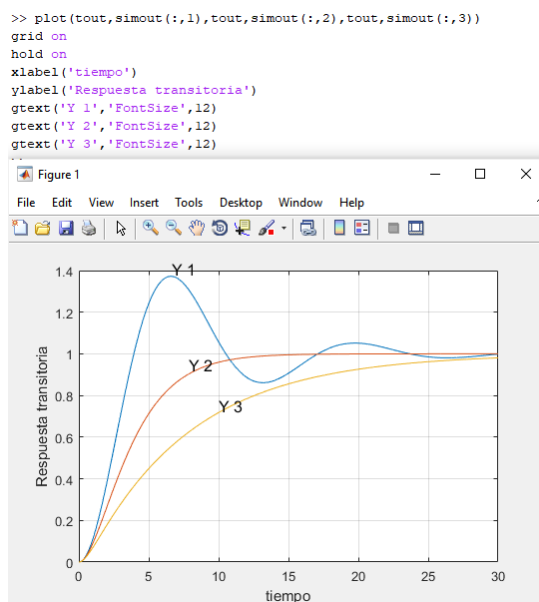 >> plot(tout,simout(:,1),tout,simout(:,2),tout,simout(:,3))
grid on
hold on
xlabel('tiempo')
ylabel('Respuesta transitoria')
gtext('Y 1','FontSize',12)
gtext('Y 2','FontSize',12)
gtext('Y 3','FontSize',12)
Figure 1
File Edit View Insert Tools Desktop Window Help
1.4
1.2
1
0.8
0.6
0.4
0.2
0
Respuesta transitoria
Y 1
Y 2
Y 3
0 5 10 15 20 25 30
tiempo